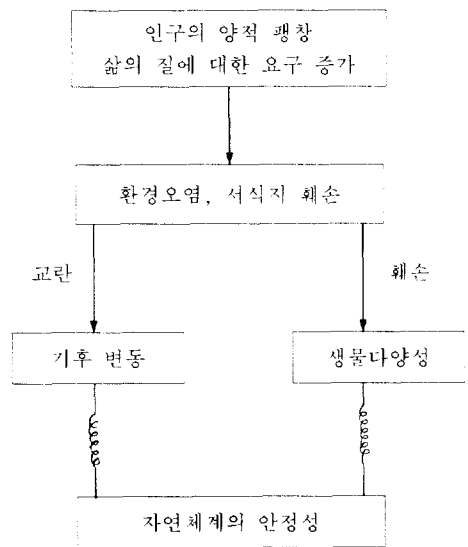 인구의 양적 팽창
삶의 질에 대한 요구 증가
환경오염, 서식지 훼손
교란
훼손
기후 변동
생물다양성
자연체계의 안정성